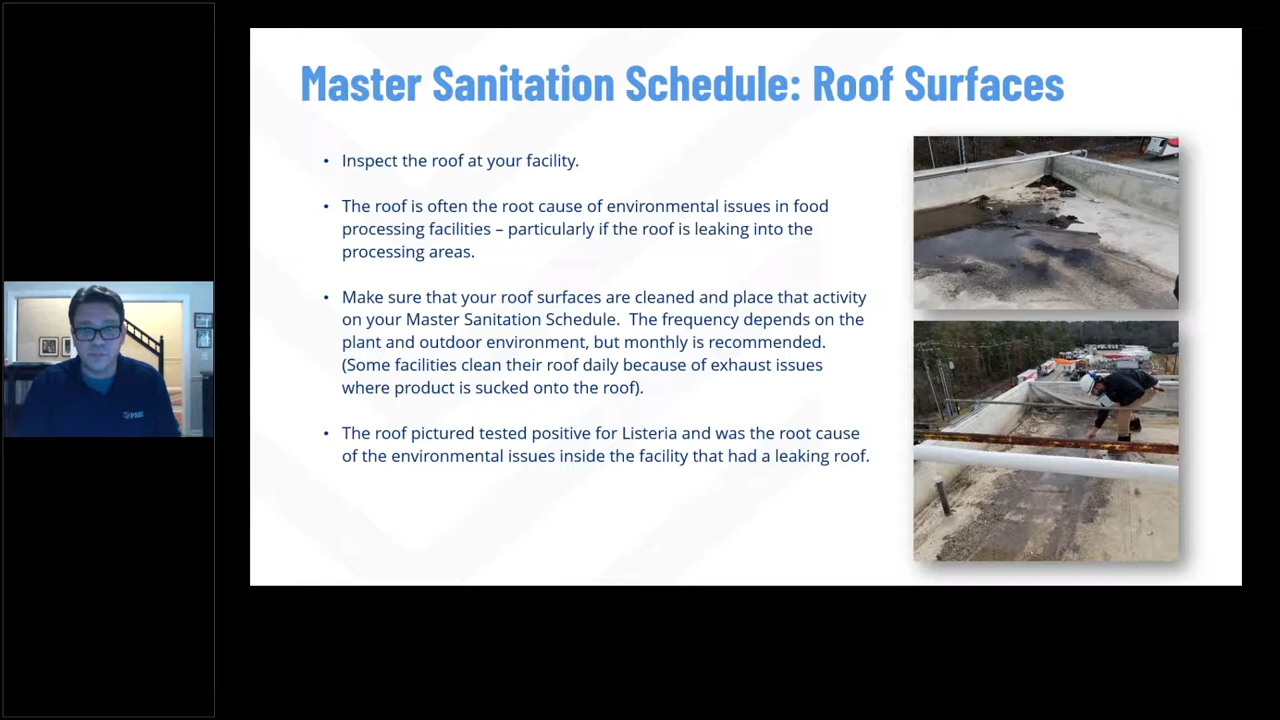 Master Sanitation Schedule: Roof Surfaces
• Inspect the roof at your facility.
• The roof is often the root cause of environmental issues in food
processing facilities – particularly if the roof is leaking into the
processing areas.
• Make sure that your roof surfaces are cleaned and place that activity
on your Master Sanitation Schedule.  The frequency depends on the
plant and outdoor environment, but monthly is recommended.
(Some facilities clean their roof daily because of exhaust issues
where product is sucked onto the roof).
• The roof pictured tested positive for Listeria and was the root cause
of the environmental issues inside the facility that had a leaking roof.